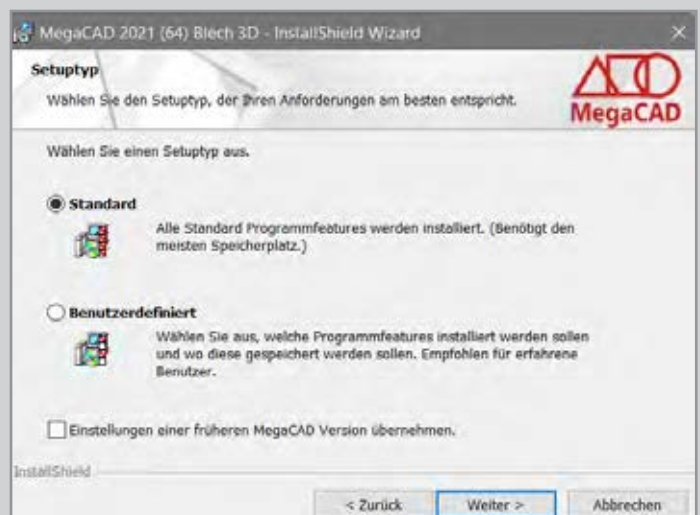 MegaCAD 2021 (64) Blech 3D - InstallShield Wizard
Setuptyp
Wählen Sie den Setuptyp, der Ihren Anforderungen am besten entspricht.
MegaCAD
Wählen Sie einen Setuptyp aus.
Standard
Alle Standard Programmfeatures werden installiert. (Benötigt den
meisten Speicherplatz.)
Benutzerdefiniert
Wählen Sie aus, welche Programmfeatures installiert werden sollen
und wo diese gespeichert werden sollen. Empfohlen für erfahrene
Benutzer.
Einstellungen einer früheren MegaCAD Version übernehmen.
InstallShield
< Zurück
Weiter >
Abbrechen